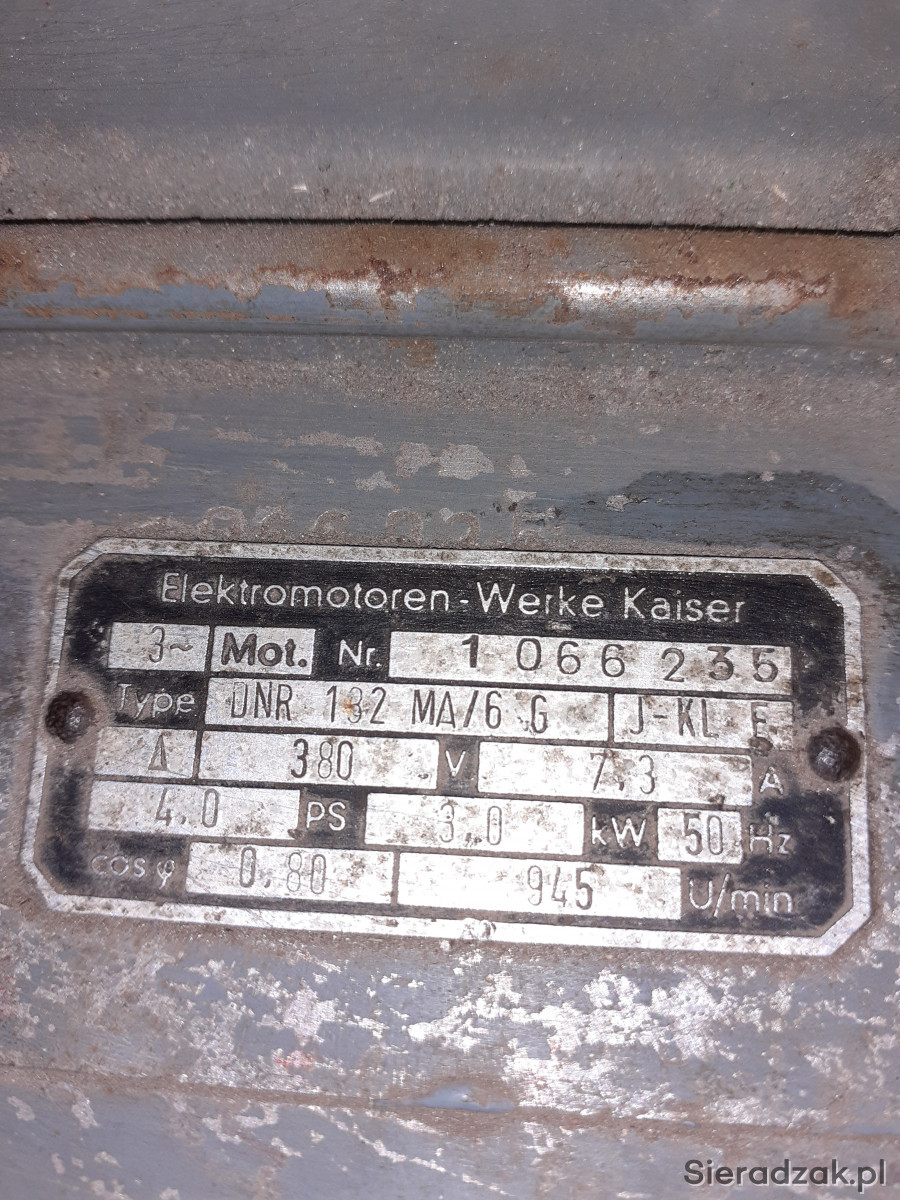 Elektromotoren-Werke Kaiser
3~ Mot. Nr. 1 066 235
Type DNR 132 MA/6 G J-KL E
Δ 380 V 7,3 A
4.0 PS 3.0 kW 50 Hz
cos φ 0.80 945 U/min
Sieradzak.pl